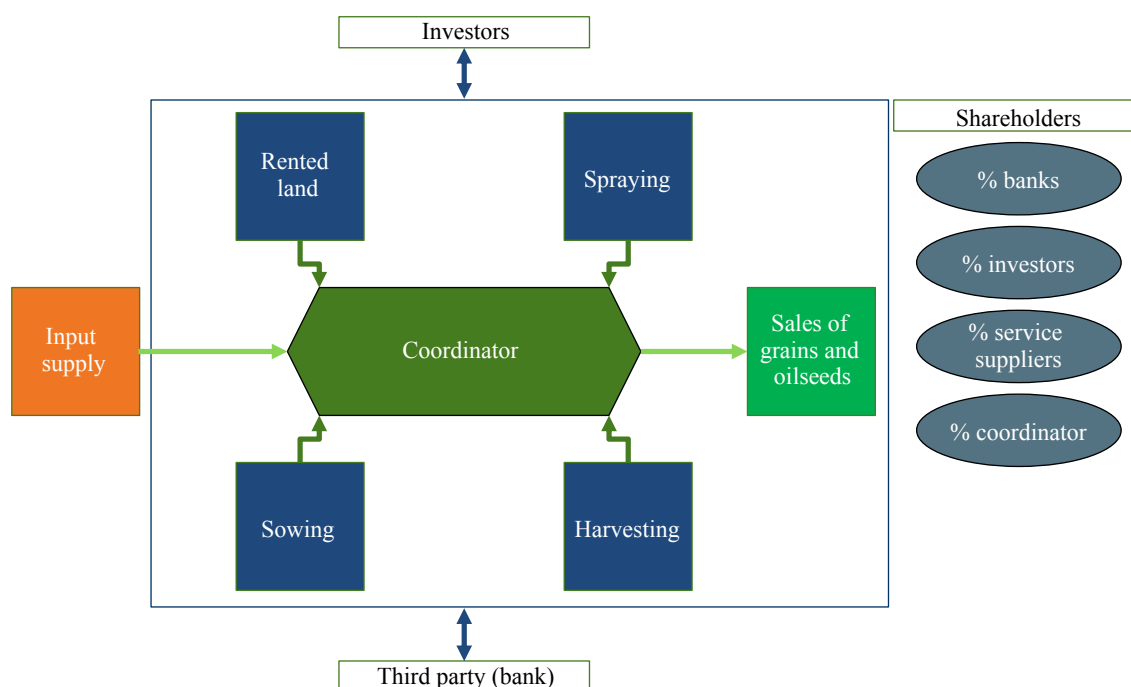 Investors
Shareholders
Rented
land
Spraying
% banks
% investors
Input
supply
Coordinator
Sales of
grains and
oilseeds
% service
suppliers
% coordinator
Sowing
Harvesting
Third party (bank)